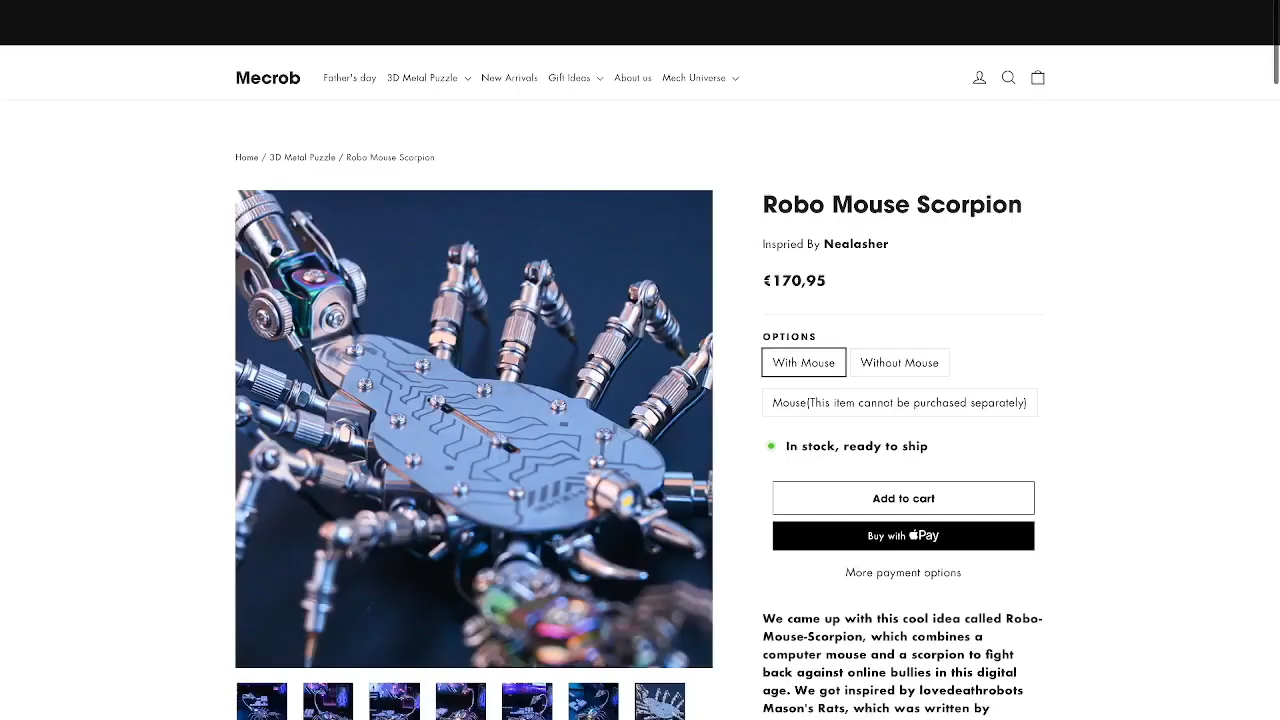 Mecrob
Father's day
3D Metal Puzzle
New Arrivals
Gift Ideas
About us
Mech Universe
Home / 3D Metal Puzzle / Robo Mouse Scorpion
Robo Mouse Scorpion
Inspried By Nealasher
€170,95
OPTIONS
With Mouse
Without Mouse
Mouse(This item cannot be purchased separately)
In stock, ready to ship
Add to cart
Buy with Pay
More payment options
We came up with this cool idea called Robo-
Mouse-Scorpion, which combines a
computer mouse and a scorpion to fight
back against online bullies in this digital
age. We got inspired by lovedeathrobots
Mason's Rats, which was written by